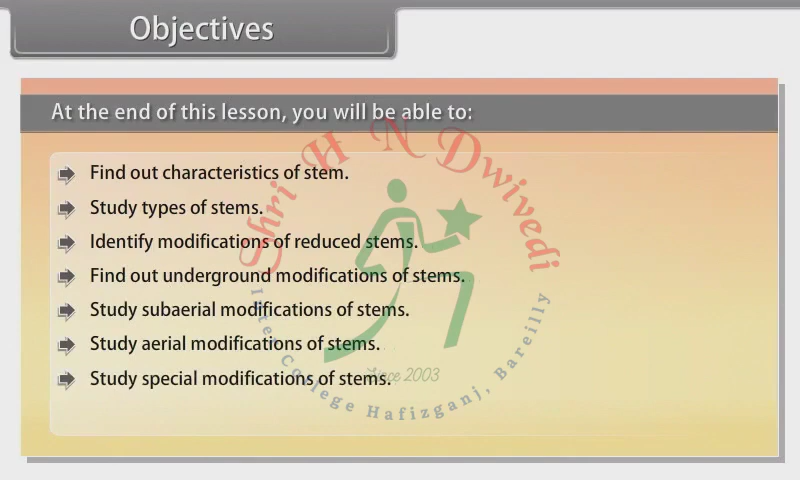 Objectives
At the end of this lesson, you will be able to:
Find out characteristics of stem.
Study types of stems.
Identify modifications of reduced stems.
Find out underground modifications of stems.
Study subaerial modifications of stems.
Study aerial modifications of stems.
Study special modifications of stems.
Shri H N Dwivedi
Inter College Hafizganj, Bareilly
Since 2003